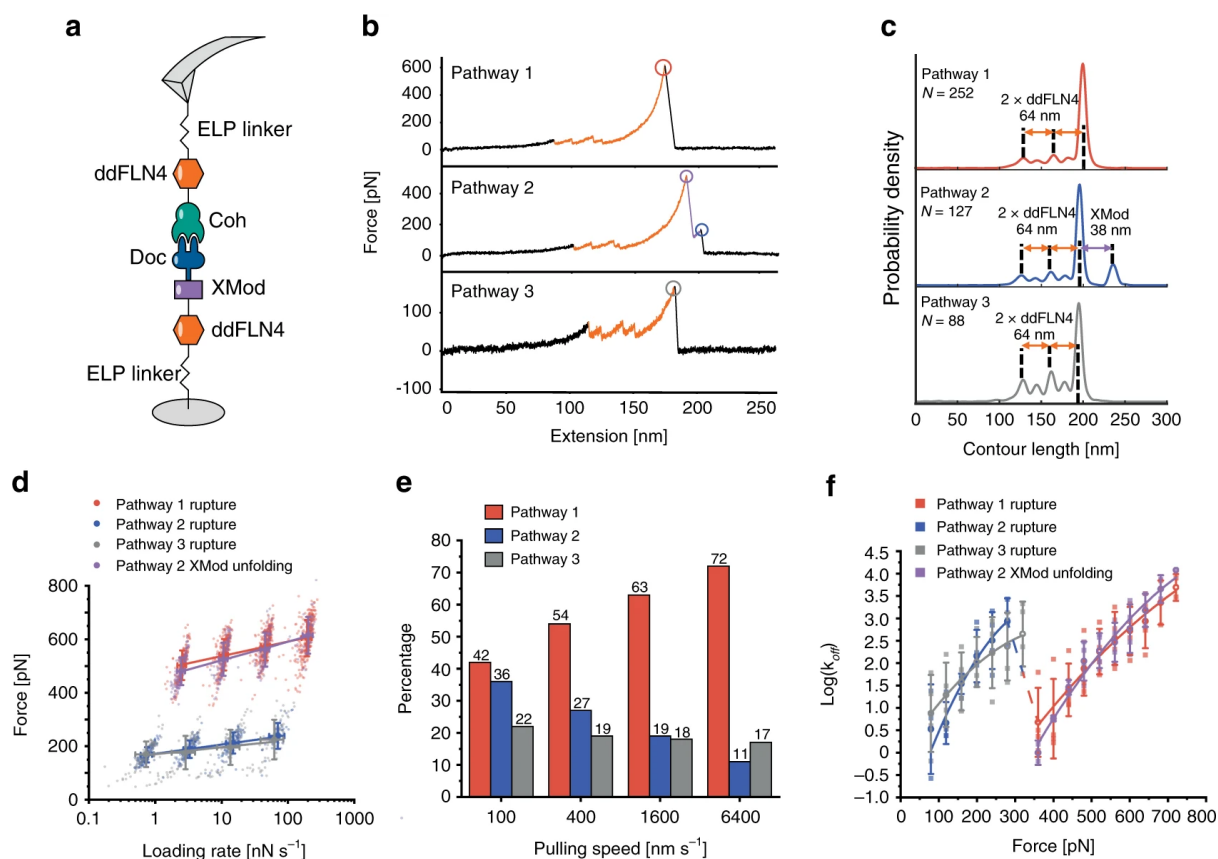 a
ELP linker
ddFLN4
Coh
Doc
XMod
ddFLN4
ELP linker
b
Pathway 1
600
400
200
0
Pathway 2
400
200
0
Pathway 3
100
0
-100
Force [pN]
0 50 100 150 200 250
Extension [nm]
c
Pathway 1
N = 252
2 × ddFLN4
64 nm
Pathway 2
N = 127
2 × ddFLN4
64 nm
XMod
38 nm
Pathway 3
N = 88
2 × ddFLN4
64 nm
Probability density
0 50 100 150 200 300
Contour length [nm]
d
Pathway 1 rupture
Pathway 2 rupture
Pathway 3 rupture
Pathway 2 XMod unfolding
800
600
400
200
0
Force [pN]
0.1 1 10 100 1000
Loading rate [nN s⁻¹]
e
Pathway 1
Pathway 2
Pathway 3
80
70
60
50
40
30
20
10
0
Percentage
42 36 22
54 27 19
63 19 18
72 11 17
100 400 1600 6400
Pulling speed [nm s⁻¹]
f
Pathway 1 rupture
Pathway 2 rupture
Pathway 3 rupture
Pathway 2 XMod unfolding
4.5
4.0
3.5
3.0
2.5
2.0
1.5
1.0
0.5
0.0
−0.5
−1.0
Log(koff)
0 100 200 300 400 500 600 700 800
Force [pN]